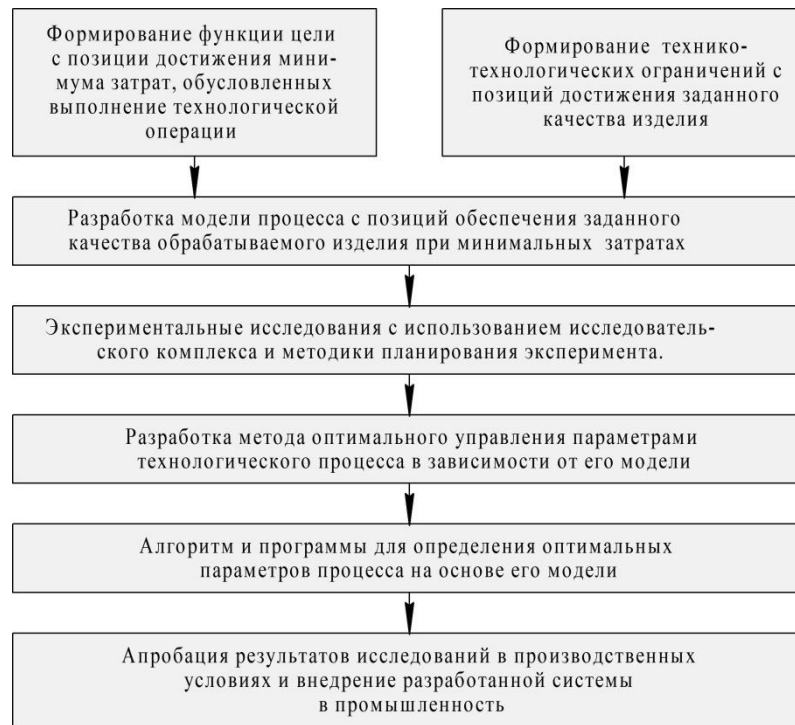 Формирование функции цели
с позиции достижения мини-
мума затрат, обусловленных
выполнение технологической
операции
Формирование технико-
технологических ограничений с
позиций достижения заданного
качества изделия
Разработка модели процесса с позиций обеспечения заданного
качества обрабатываемого изделия при минимальных затратах
Экспериментальные исследования с использованием исследователь-
ского комплекса и методики планирования эксперимента.
Разработка метода оптимального управления параметрами
технологического процесса в зависимости от его модели
Алгоритм и программы для определения оптимальных
параметров процесса на основе его модели
Апробация результатов исследований в производственных
условиях и внедрение разработанной системы
в промышленность